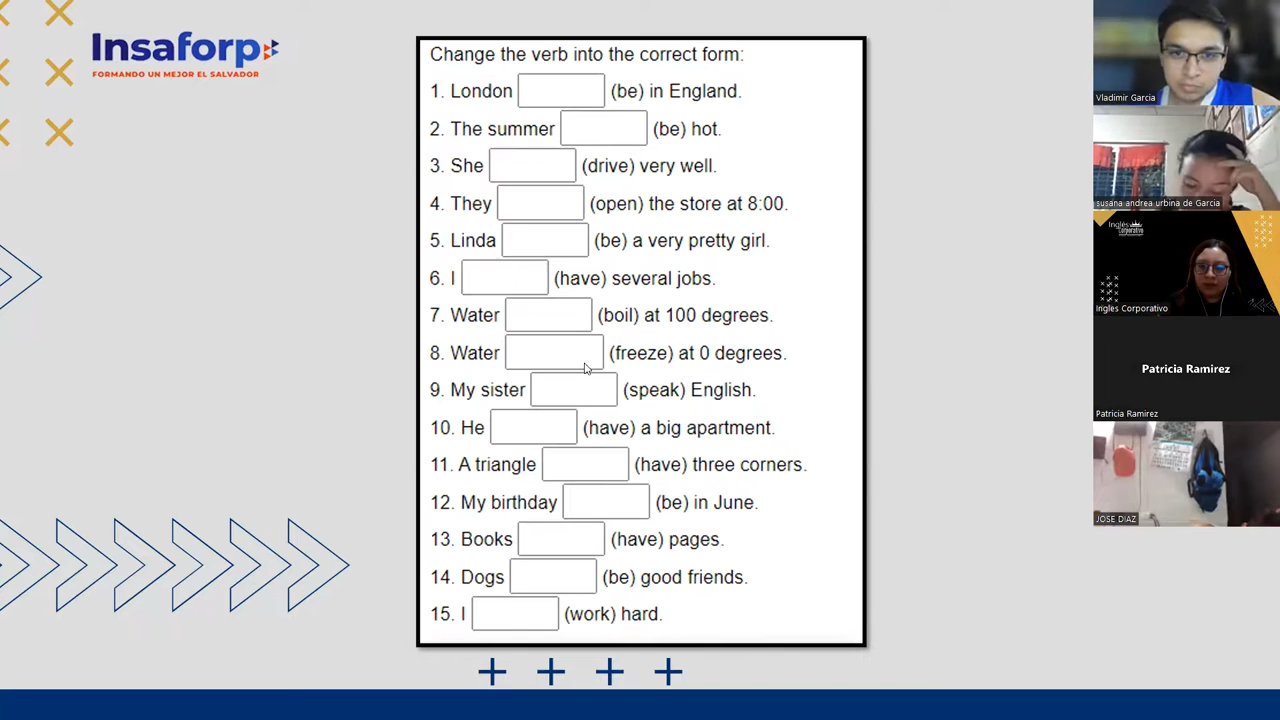 Insaforp
FORMANDO UN MEJOR EL SALVADOR
Change the verb into the correct form:
1. London (be) in England.
2. The summer (be) hot.
3. She (drive) very well.
4. They (open) the store at 8:00.
5. Linda (be) a very pretty girl.
6. I (have) several jobs.
7. Water (boil) at 100 degrees.
8. Water (freeze) at 0 degrees.
9. My sister (speak) English.
10. He (have) a big apartment.
11. A triangle (have) three corners.
12. My birthday (be) in June.
13. Books (have) pages.
14. Dogs (be) good friends.
15. I (work) hard.
Vladimir Garcia
susana andrea urbina de Garcia
Inglés
Corporativo
Ingles Corporativo
Patricia Ramirez
Patricia Ramirez
JOSE DIAZ